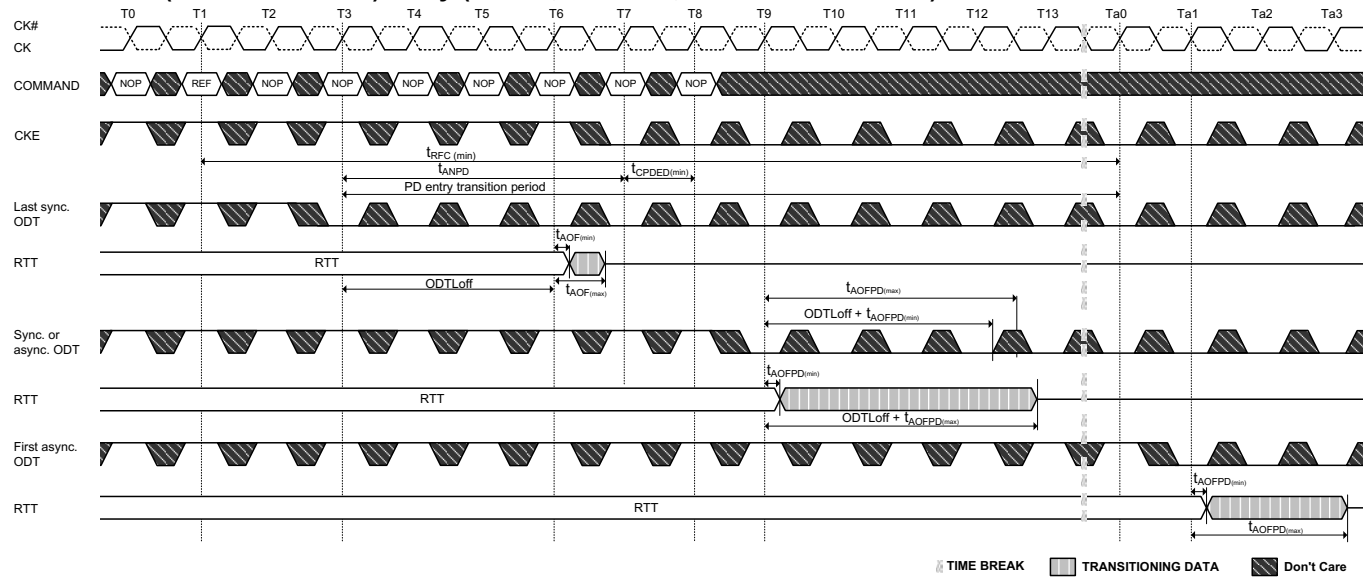 T0 T1 T2 T3 T4 T5 T6 T7 T8 T9 T10 T11 T12 T13 Ta0 Ta1 Ta2 Ta3
CK#
CK
COMMAND NOP REF NOP NOP NOP NOP NOP NOP NOP
CKE
tRFC (min)
tANPD tCPDED(min)
PD entry transition period
Last sync.
ODT
tAOF(min)
RTT RTT
ODTLoff tAOF(max)
tAOFPD(max)
ODTLoff + tAOFPD(min)
Sync. or
async. ODT
tAOFPD(min)
RTT RTT
ODTLoff + tAOFPD(max)
First async.
ODT
tAOFPD(min)
RTT RTT
tAOFPD(max)
TIME BREAK TRANSITIONING DATA Don't Care